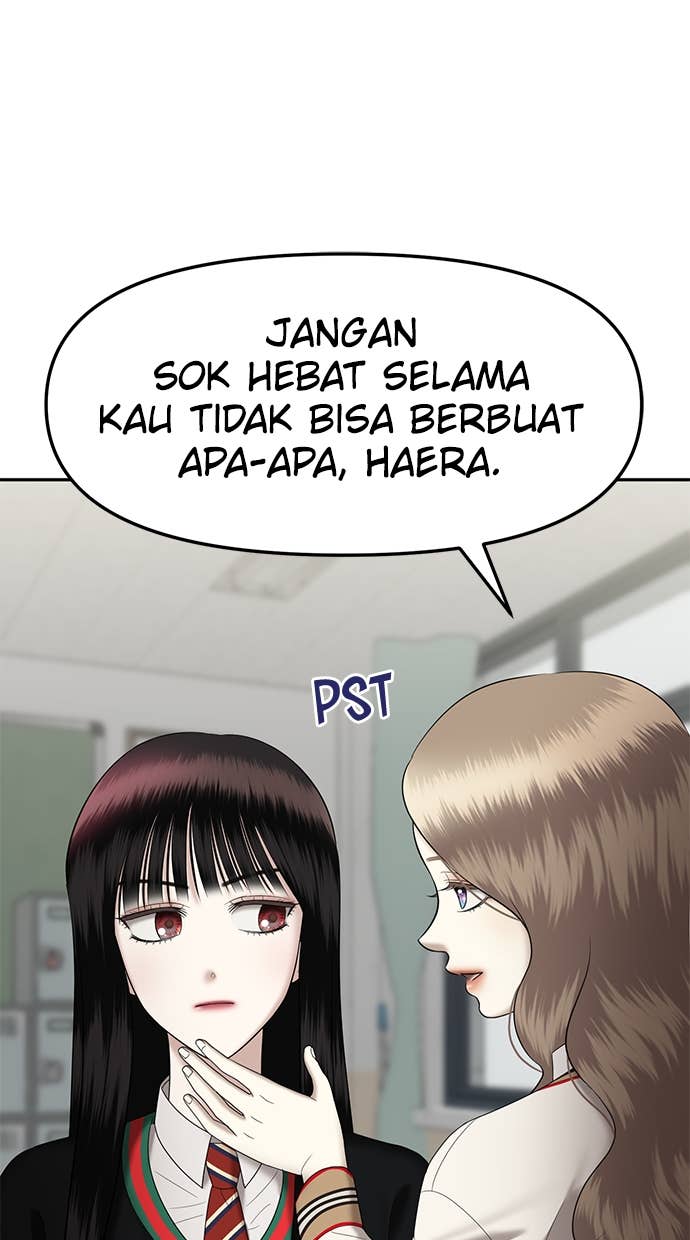 JANGAN
SOK HEBAT SELAMA
KAU TIDAK BISA BERBUAT
APA-APA, HAERA.
PST